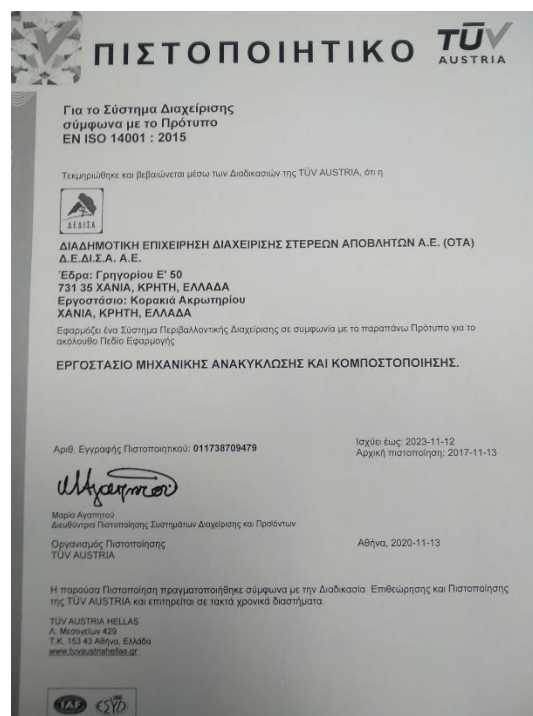 ΠΙΣΤΟΠΟΙΗΤΙΚΟ
TÜV
AUSTRIA
Για το Σύστημα Διαχείρισης
σύμφωνα με το Πρότυπο
EN ISO 14001 : 2015
Τεκμηριώθηκε και βεβαιώνεται μέσω των Διαδικασιών της TÜV AUSTRIA, ότι η
ΔΕΔΙΣΑ
ΔΙΑΔΗΜΟΤΙΚΗ ΕΠΙΧΕΙΡΗΣΗ ΔΙΑΧΕΙΡΙΣΗΣ ΣΤΕΡΕΩΝ ΑΠΟΒΛΗΤΩΝ Α.Ε. (ΟΤΑ)
Δ.Ε.ΔΙ.Σ.Α. Α.Ε.
Έδρα: Γρηγορίου Ε' 50
731 35 ΧΑΝΙΑ, ΚΡΗΤΗ, ΕΛΛΑΔΑ
Εργοστάσιο: Κορακιά Ακρωτηρίου
ΧΑΝΙΑ, ΚΡΗΤΗ, ΕΛΛΑΔΑ
Εφαρμόζει ένα Σύστημα Περιβαλλοντικής Διαχείρισης σε συμφωνία με το παραπάνω Πρότυπο για το
ακόλουθο Πεδίο Εφαρμογής
ΕΡΓΟΣΤΑΣΙΟ ΜΗΧΑΝΙΚΗΣ ΑΝΑΚΥΚΛΩΣΗΣ ΚΑΙ ΚΟΜΠΟΣΤΟΠΟΙΗΣΗΣ.
Αριθ. Εγγραφής Πιστοποιητικού: 011738709479
Ισχύει έως: 2023-11-12
Αρχική πιστοποίηση: 2017-11-13
Μαρία Αγαπητού
Διευθύντρια Πιστοποίησης Συστημάτων Διαχείρισης και Προϊόντων
Οργανισμός Πιστοποίησης
TÜV AUSTRIA
Αθήνα, 2020-11-13
Η παρούσα Πιστοποίηση πραγματοποιήθηκε σύμφωνα με την Διαδικασία Επιθεώρησης και Πιστοποίησης
της TÜV AUSTRIA και επιτηρείται σε τακτά χρονικά διαστήματα.
TÜV AUSTRIA HELLAS
Λ. Μεσογείων 429
Τ.Κ. 153 43 Αθήνα, Ελλάδα
www.tuvaustriahellas.gr
IAF
ΕΣΥΔ